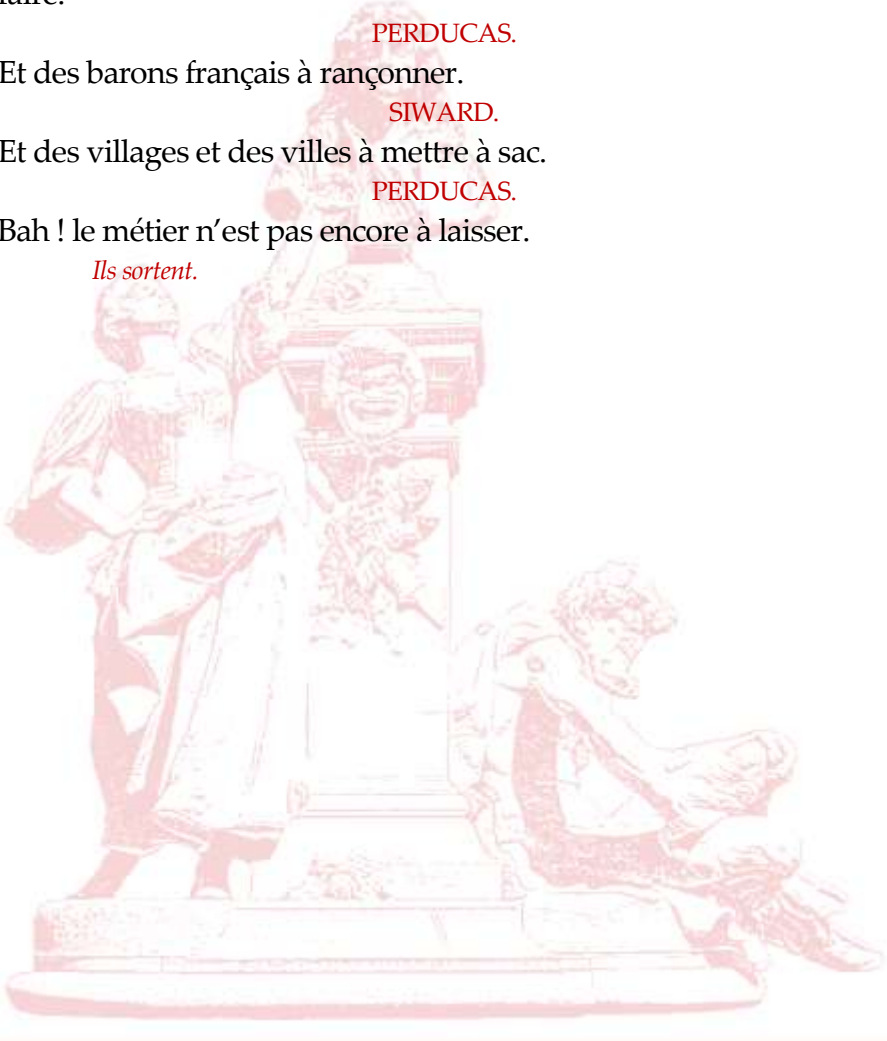 PERDUCAS.
Et des barons français à rançonner.
SIWARD.
Et des villages et des villes à mettre à sac.
PERDUCAS.
Bah ! le métier n’est pas encore à laisser.
Ils sortent.